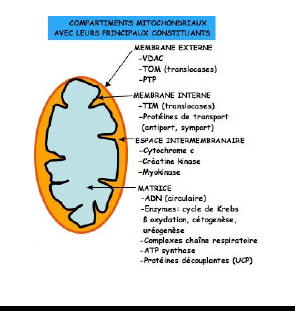 COMPARTIMENTS MITOCHONDRIAUX
AVEC LEURS PRINCIPAUX CONSTITUANTS
MEMBRANE EXTERNE
-VDAC
-TOM (translocases)
-PTP
MEMBRANE INTERNE
-TIM (translocases)
-Protéines de transport
(antiport, symport)
ESPACE INTERMEMBRANAIRE
-Cytochrome c
-Créatine kinase
-Myokinase
MATRICE
-ADN (circulaire)
-Enzymes: cycle de Krebs
β oxydation, cétogenèse,
uréogenèse
-Complexes chaîne respiratoire
-ATP synthase
-Protéines découplantes (UCP)